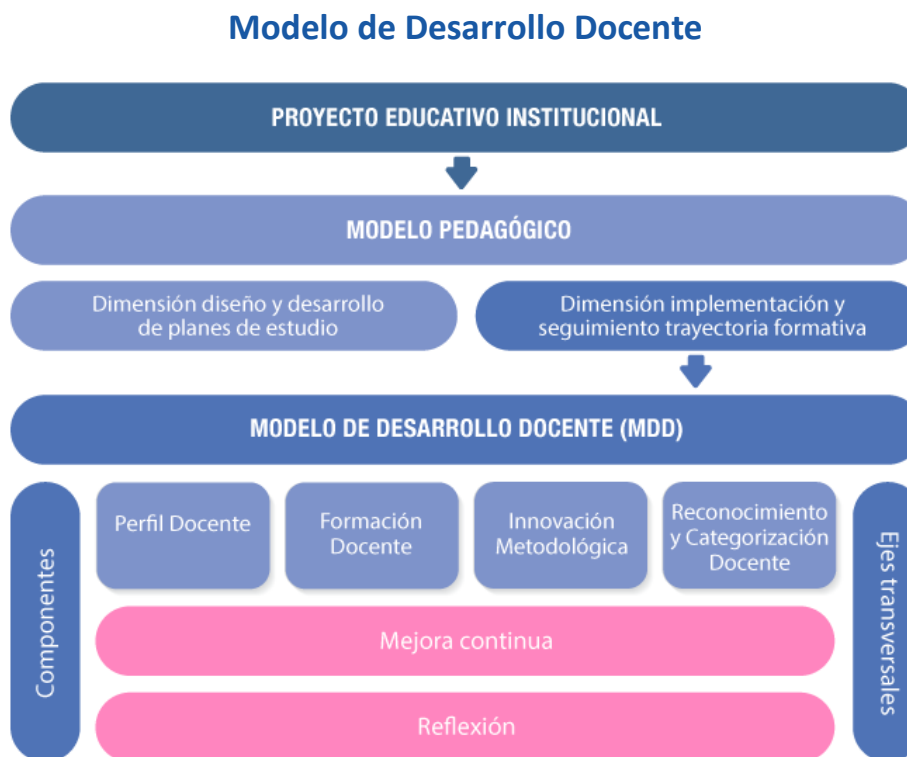 Modelo de Desarrollo Docente
PROYECTO EDUCATIVO INSTITUCIONAL
MODELO PEDAGÓGICO
Dimensión diseño y desarrollo
de planes de estudio
Dimensión implementación y
seguimiento trayectoria formativa
MODELO DE DESARROLLO DOCENTE (MDD)
Componentes
Perfil Docente
Formación
Docente
Innovación
Metodológica
Reconocimiento
y Categorización
Docente
Mejora continua
Reflexión
Ejes transversales